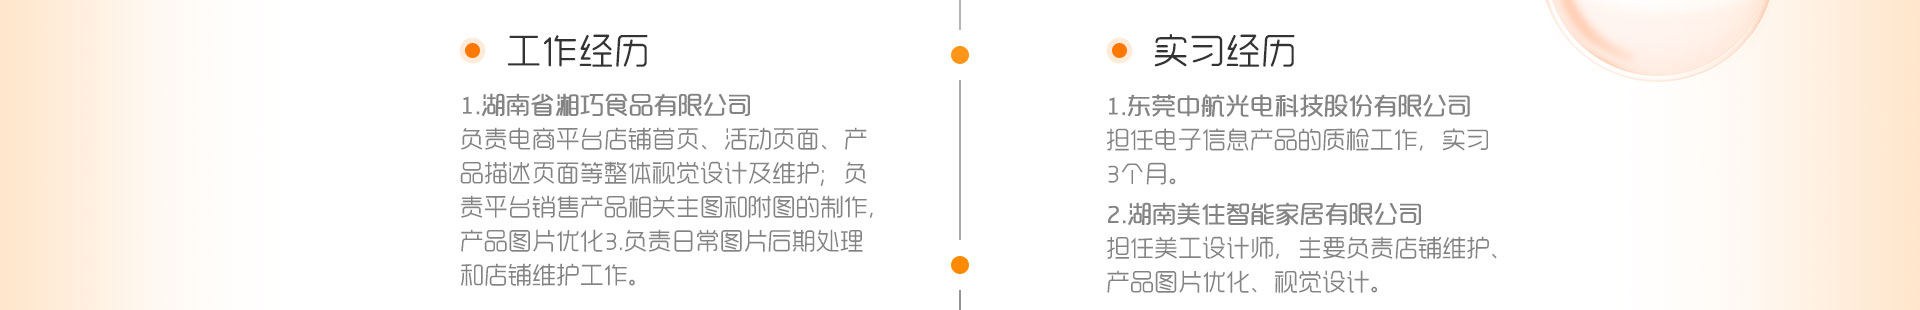 工作经历
1.湖南省湘巧食品有限公司
负责电商平台店铺首页、活动页面、产
品描述页面等整体视觉设计及维护；负
责平台销售产品相关主图和附图的制作，
产品图片优化3.负责日常图片后期处理
和店铺维护工作。
实习经历
1.东莞中航光电科技股份有限公司
担任电子信息产品的质检工作，实习
3个月。
2.湖南美住智能家居有限公司
担任美工设计师，主要负责店铺维护、
产品图片优化、视觉设计。